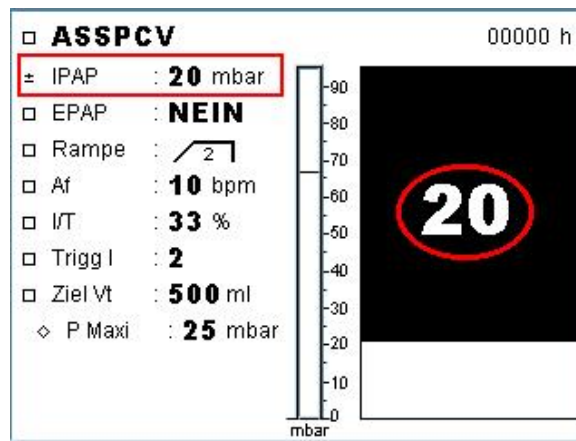 ASSPCV
00000 h
± IPAP : 20 mbar
EPAP : NEIN
Rampe : 2
Af : 10 bpm
I/T : 33 %
Trigg I : 2
Ziel Vt : 500 ml
P Maxi : 25 mbar
90
80
70
60
50
40
30
20
10
0
mbar
20